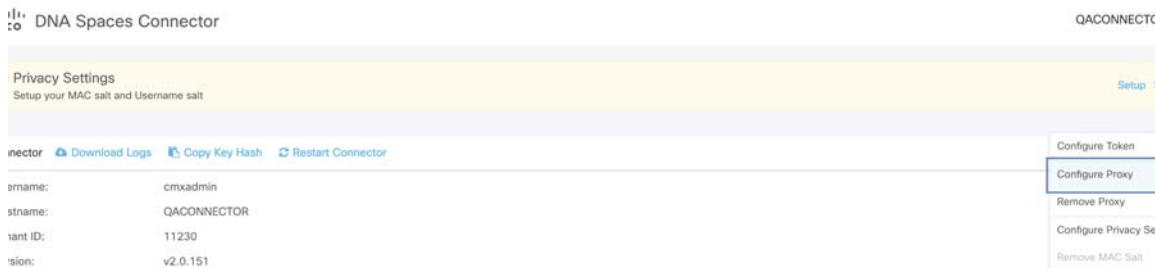 DNA Spaces Connector
QACONNECTO
Privacy Settings
Setup your MAC salt and Username salt
Setup
nnector Download Logs Copy Key Hash Restart Connector
Configure Token
ername: cmxadmin
Configure Proxy
stname: QACONNECTOR
Remove Proxy
nant ID: 11230
Configure Privacy Se
rsion: v2.0.151
Remove MAC Salt